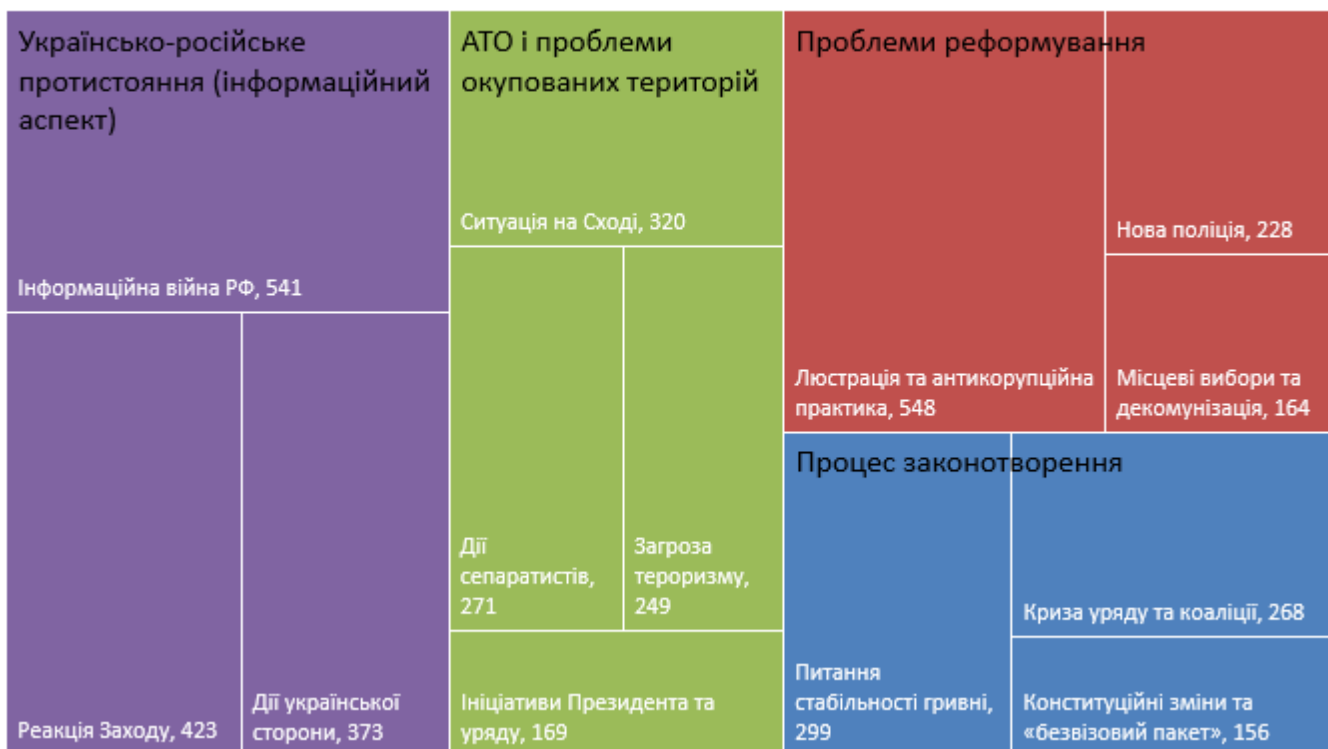 Українсько-російське
протистояння (інформаційний
аспект)
Інформаційна війна РФ, 541
Реакція Заходу, 423
Дії української
сторони, 373
АТО і проблеми
окупованих територій
Ситуація на Сході, 320
Дії
сепаратистів,
271
Загроза
тероризму,
249
Ініціативи Президента та
уряду, 169
Проблеми реформування
Люстрація та антикорупційна
практика, 548
Нова поліція, 228
Місцеві вибори та
декомунізація, 164
Процес законотворення
Питання
стабільності гривні,
299
Криза уряду та коаліції, 268
Конституційні зміни та
«безвізовий пакет», 156